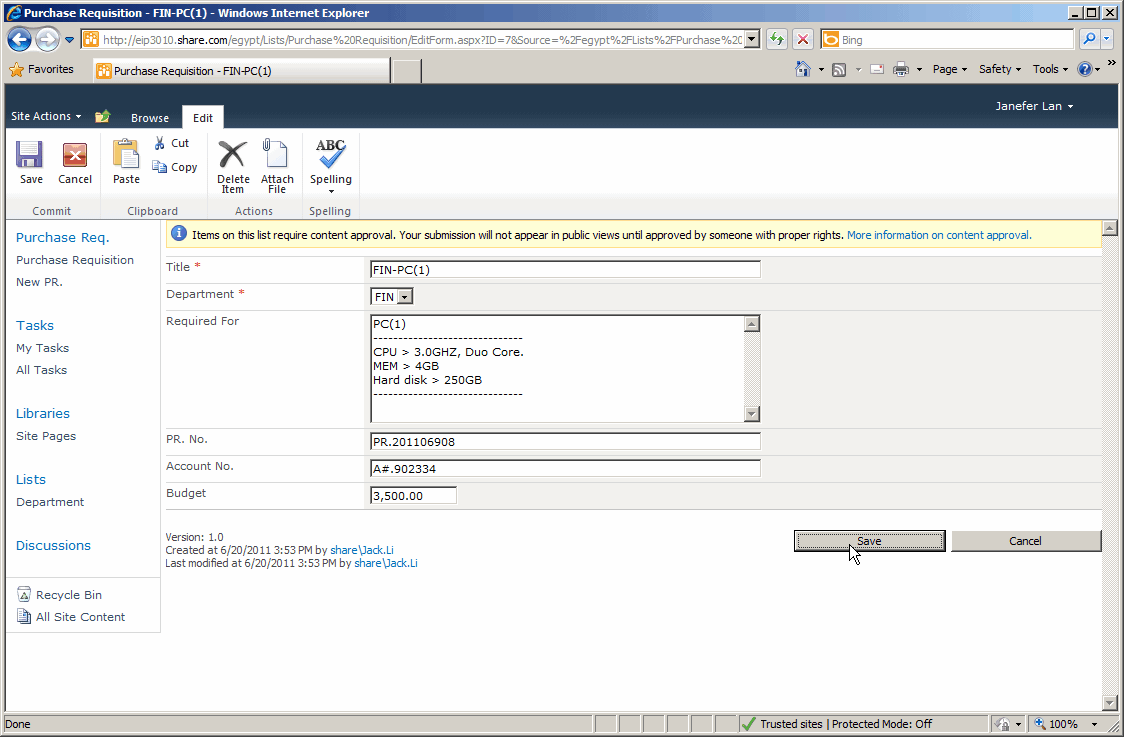 Purchase Requisition - FIN-PC(1) - Windows Internet Explorer
http://eip3010.share.com/egypt/Lists/Purchase%20Requisition/EditForm.aspx?ID=7&Source=%2Fegypt%2FLists%2FPurchase%20
Bing
Favorites
Purchase Requisition - FIN-PC(1)
Page
Safety
Tools
Janefer Lan
Site Actions
Browse
Edit
Save
Cancel
Paste
Cut
Copy
Delete Item
Attach File
ABC
Spelling
Commit
Clipboard
Actions
Spelling
Purchase Req.
Purchase Requisition
New PR.
Tasks
My Tasks
All Tasks
Libraries
Site Pages
Lists
Department
Discussions
Recycle Bin
All Site Content
Items on this list require content approval. Your submission will not appear in public views until approved by someone with proper rights. More information on content approval.
Title *
FIN-PC(1)
Department *
FIN
Required For
PC(1)
------------------------------
CPU > 3.0GHZ, Duo Core.
MEM > 4GB
Hard disk > 250GB
------------------------------
PR. No.
PR.201106908
Account No.
A#.902334
Budget
3,500.00
Version: 1.0
Created at 6/20/2011 3:53 PM by share\Jack.Li
Last modified at 6/20/2011 3:53 PM by share\Jack.Li
Save
Cancel
Done
Trusted sites | Protected Mode: Off
100%